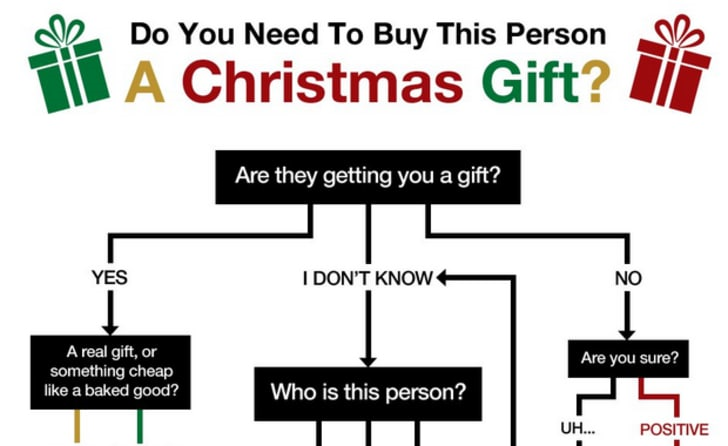 Do You Need To Buy This Person
A Christmas Gift?
Are they getting you a gift?
YES
I DON'T KNOW
NO
A real gift, or
something cheap
like a baked good?
Who is this person?
Are you sure?
UH...
POSITIVE